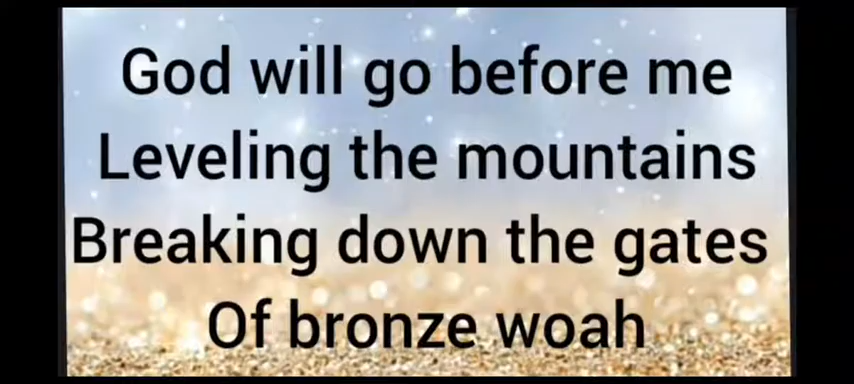 God will go before me
Leveling the mountains
Breaking down the gates
Of bronze woah